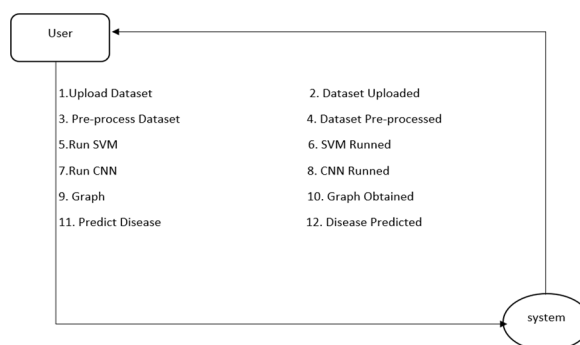 User
1.Upload Dataset 2. Dataset Uploaded
3. Pre-process Dataset 4. Dataset Pre-processed
5.Run SVM 6. SVM Runned
7.Run CNN 8. CNN Runned
9. Graph 10. Graph Obtained
11. Predict Disease 12. Disease Predicted
system